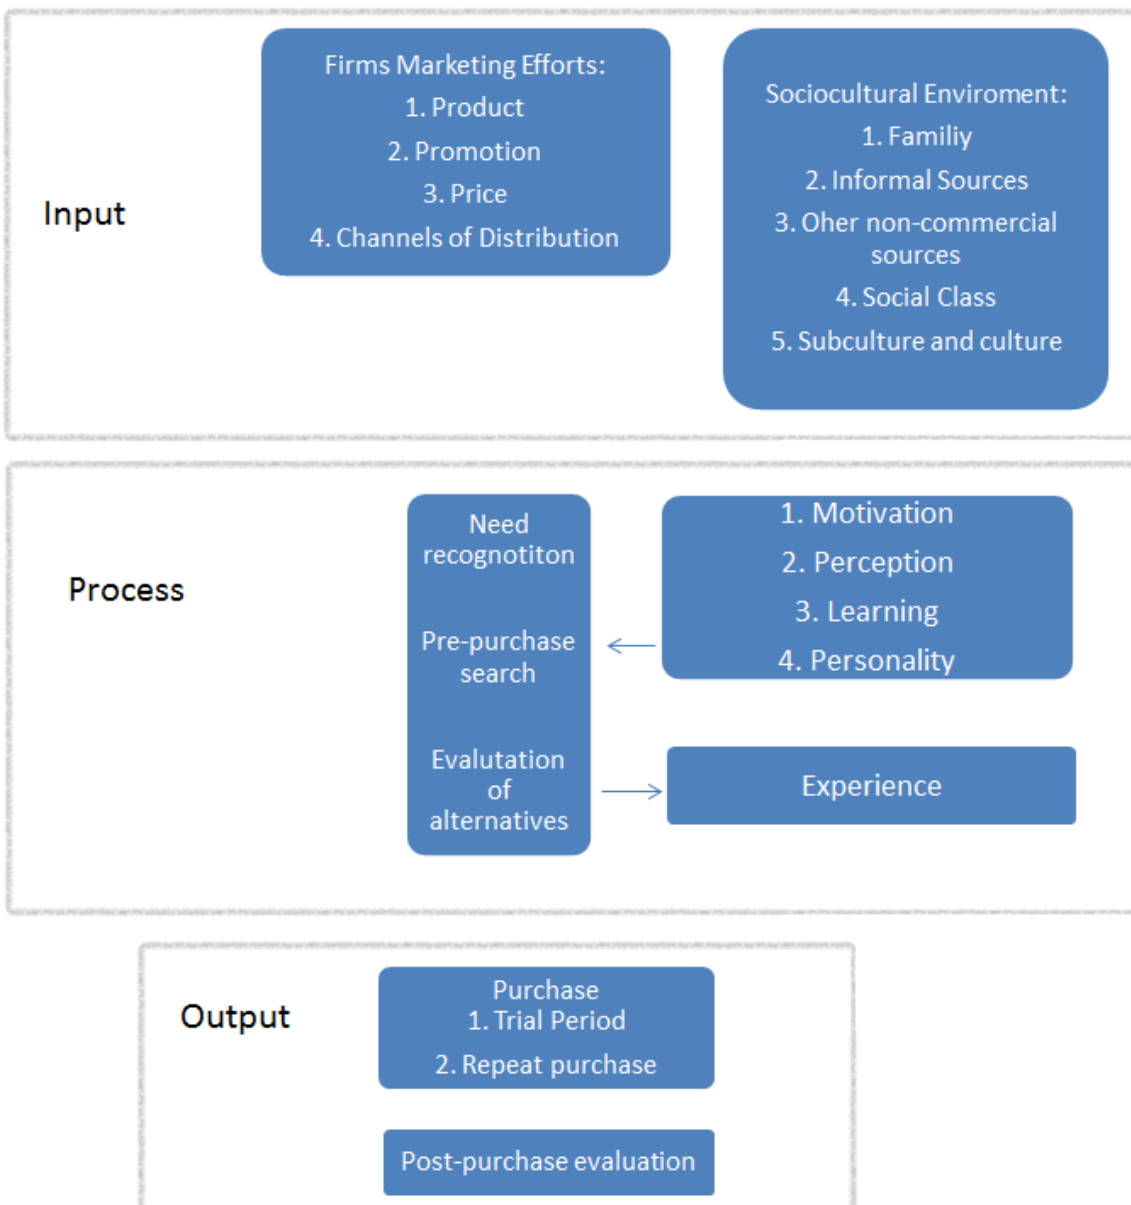 Input
Firms Marketing Efforts:
1. Product
2. Promotion
3. Price
4. Channels of Distribution
Sociocultural Enviroment:
1. Familiy
2. Informal Sources
3. Oher non-commercial
sources
4. Social Class
5. Subculture and culture
Process
Need
recognotiton
Pre-purchase
search
Evalutation
of
alternatives
1. Motivation
2. Perception
3. Learning
4. Personality
Experience
Output
Purchase
1. Trial Period
2. Repeat purchase
Post-purchase evaluation